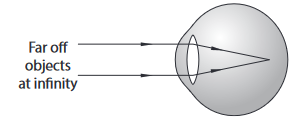 Far off
objects
at infinity